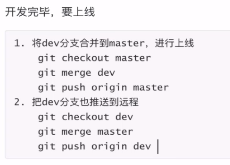 开发完毕，要上线
1. 将dev分支合并到master，进行上线
git checkout master
git merge dev
git push origin master
2. 把dev分支也推送到远程
git checkout dev
git merge master
git push origin dev